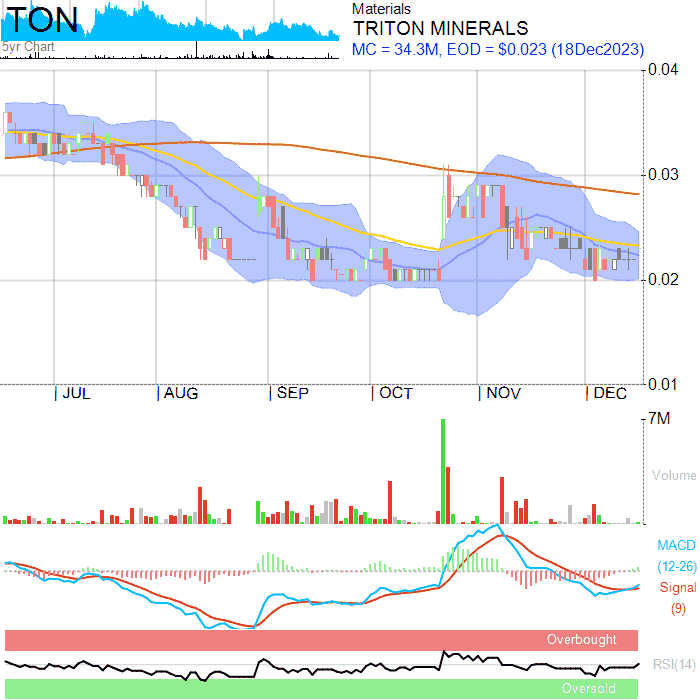 TON
5yr Chart
Materials
TRITON MINERALS
MC = 34.3M, EOD = $0.023 (18Dec2023)
0.04
0.03
0.02
0.01
JUL AUG SEP OCT NOV DEC
7M
Volume
MACD
(12-26)
Signal
(9)
Overbought
RSI(14)
Oversold